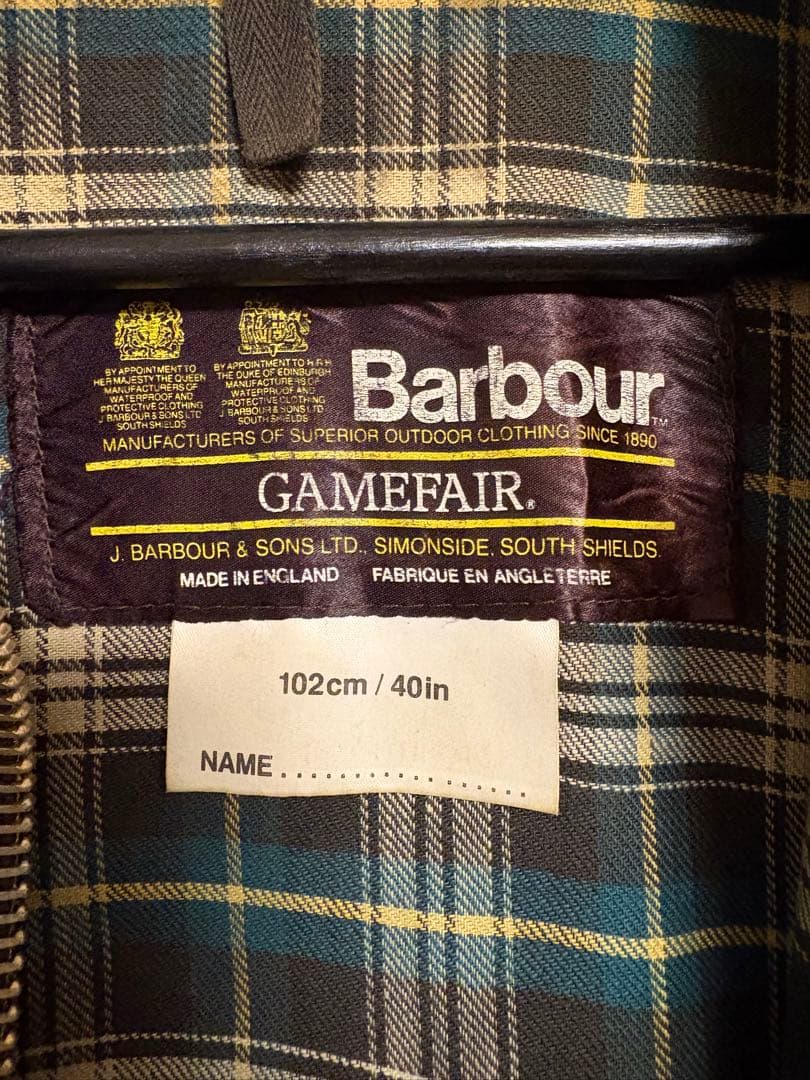 BY APPOINTMENT TO
HER MAJESTY THE QUEEN
MANUFACTURERS OF
WATERPROOF AND
PROTECTIVE CLOTHING
J BARBOUR & SONS LTD
SOUTH SHIELDS
BY APPOINTMENT TO H R H
THE DUKE OF EDINBURGH
MANUFACTURERS OF
WATERPROOF AND
PROTECTIVE CLOTHING
J BARBOUR & SONS LTD
SOUTH SHIELDS
Barbour™
MANUFACTURERS OF SUPERIOR OUTDOOR CLOTHING SINCE 1890
GAMEFAIR®
J. BARBOUR & SONS LTD., SIMONSIDE, SOUTH SHIELDS.
MADE IN ENGLAND FABRIQUE EN ANGLETERRE
102cm / 40in
NAME....................